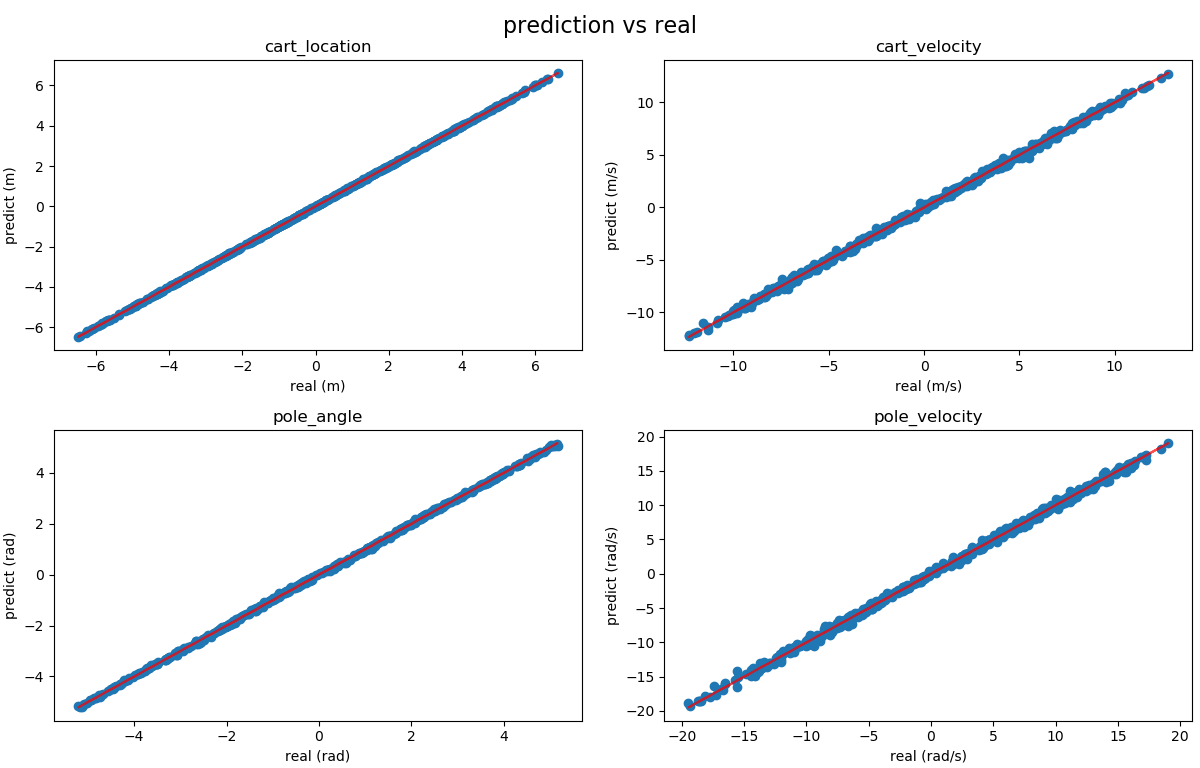 prediction vs real
cart_location
6
4
2
0
−2
−4
−6
predict (m)
−6 −4 −2 0 2 4 6
real (m)
cart_velocity
10
5
0
−5
−10
predict (m/s)
−10 −5 0 5 10
real (m/s)
pole_angle
4
2
0
−2
−4
predict (rad)
−4 −2 0 2 4
real (rad)
pole_velocity
20
15
10
5
0
−5
−10
−15
−20
predict (rad/s)
−20 −15 −10 −5 0 5 10 15 20
real (rad/s)